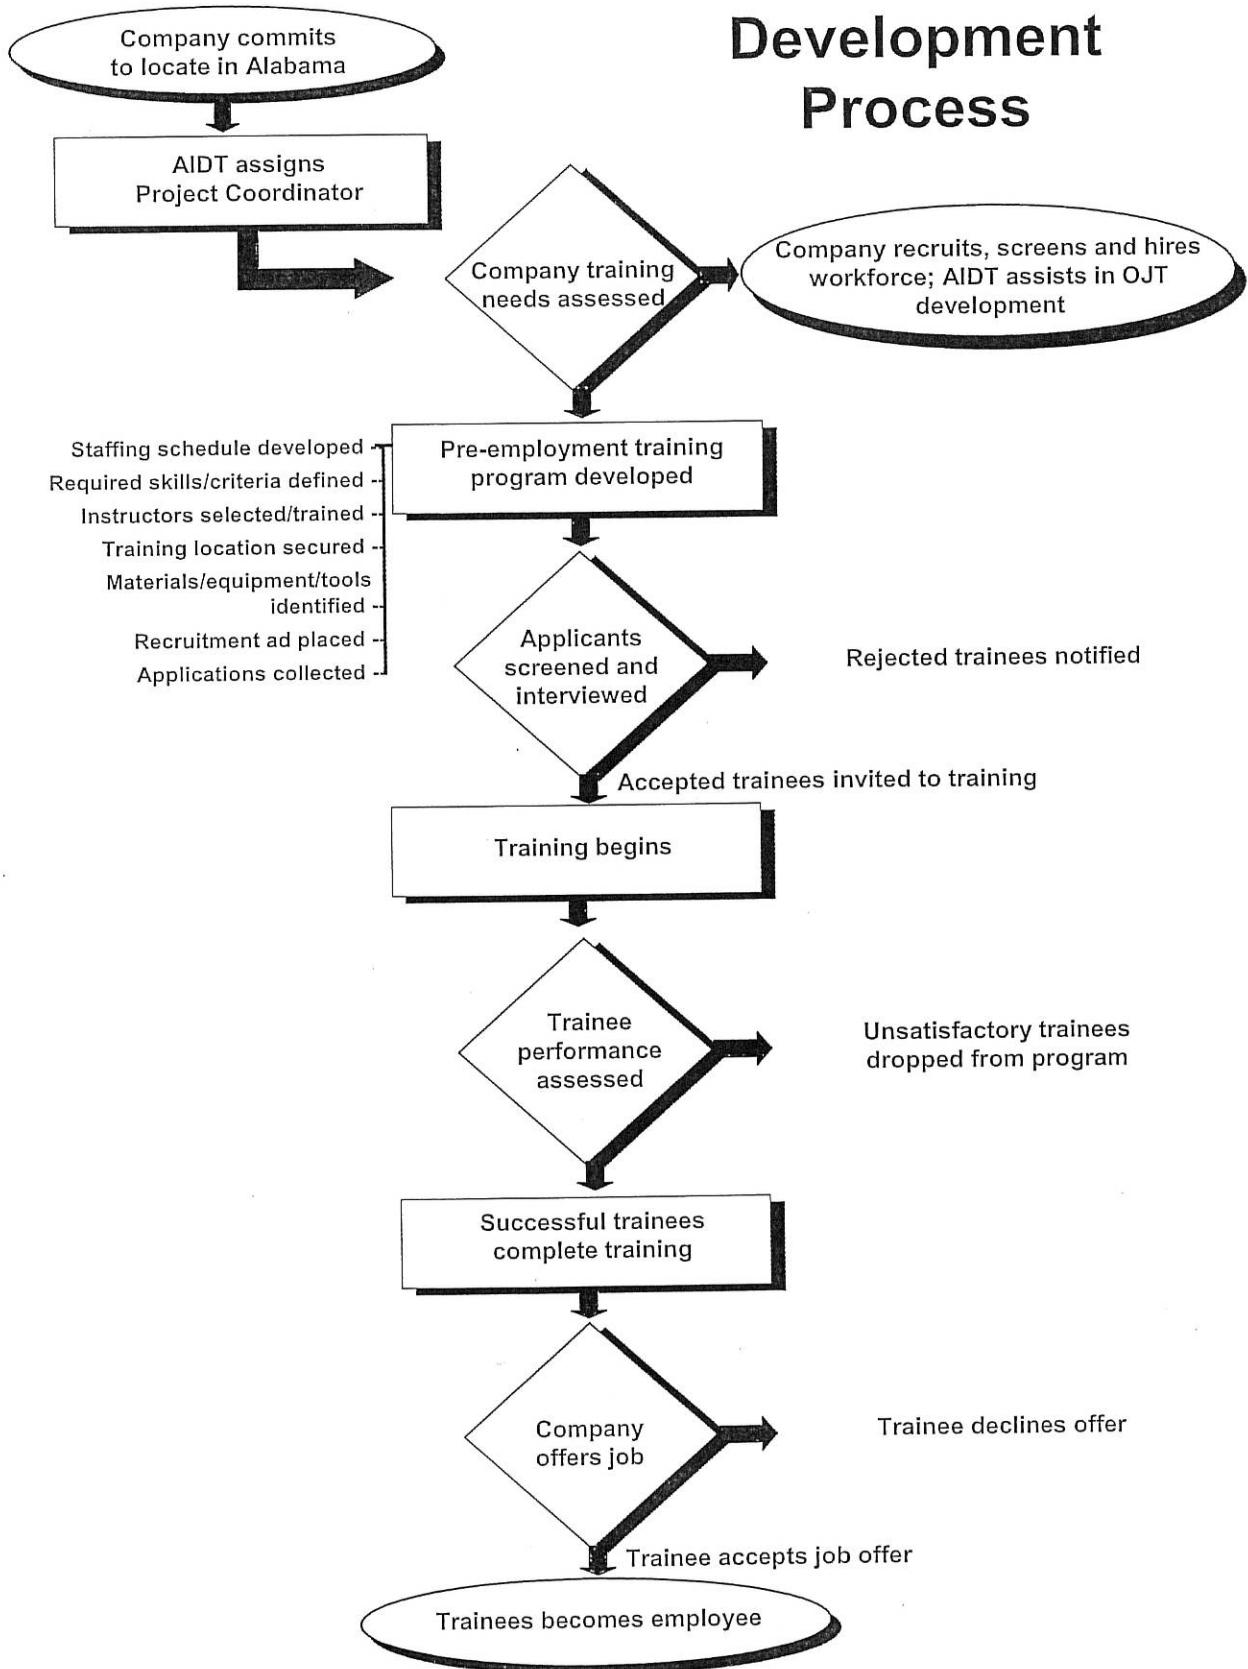 Development
Process
Company commits
to locate in Alabama
AIDT assigns
Project Coordinator
Company training
needs assessed
Company recruits, screens and hires
workforce; AIDT assists in OJT
development
Pre-employment training
program developed
Staffing schedule developed
Required skills/criteria defined
Instructors selected/trained
Training location secured
Materials/equipment/tools
identified
Recruitment ad placed
Applications collected
Applicants
screened and
interviewed
Rejected trainees notified
Accepted trainees invited to training
Training begins
Trainee
performance
assessed
Unsatisfactory trainees
dropped from program
Successful trainees
complete training
Company
offers job
Trainee declines offer
Trainee accepts job offer
Trainees becomes employee